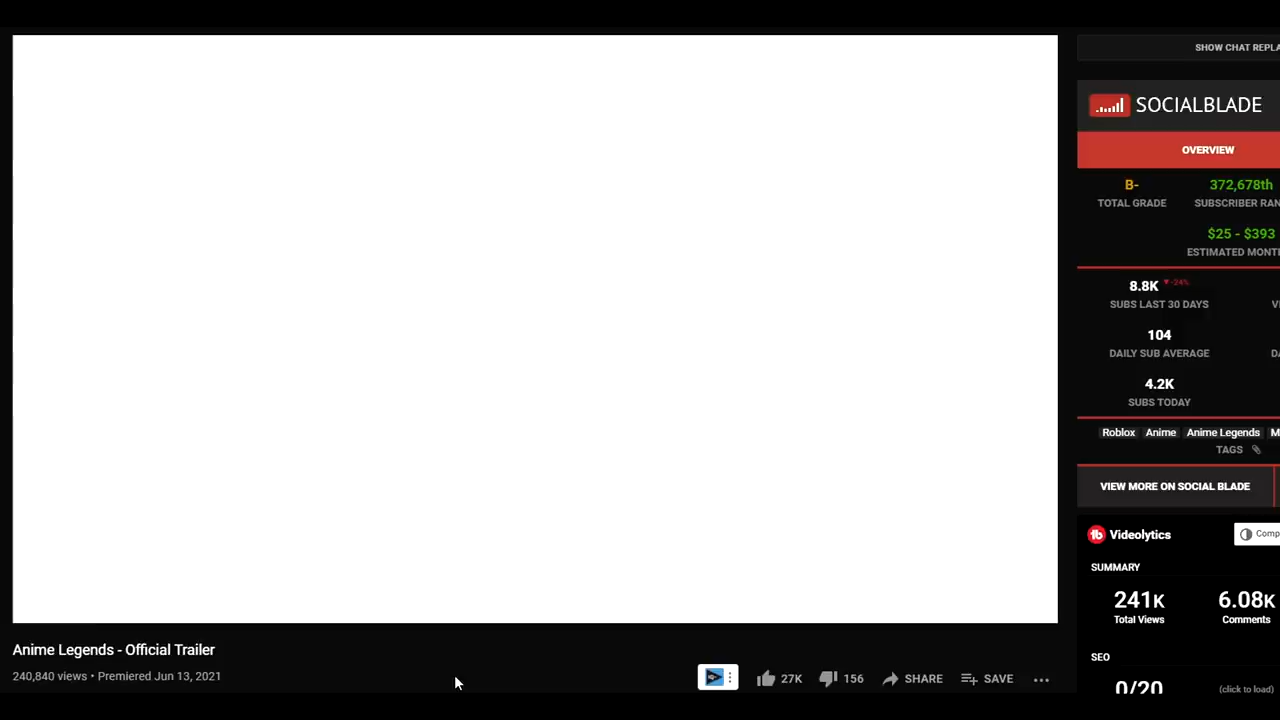 SHOW CHAT REPLA
SOCIALBLADE
OVERVIEW
B-
372,678th
TOTAL GRADE
SUBSCRIBER RAN
$25 - $393
ESTIMATED MONT
8.8K ▼-24%
SUBS LAST 30 DAYS
104
DAILY SUB AVERAGE
4.2K
SUBS TODAY
Roblox Anime Anime Legends M
TAGS
VIEW MORE ON SOCIAL BLADE
tb Videolytics
Comp
SUMMARY
241K
6.08K
Total Views
Comments
SEO
0/20
(click to load)
Anime Legends - Official Trailer
240,840 views • Premiered Jun 13, 2021
27K
156
SHARE
SAVE